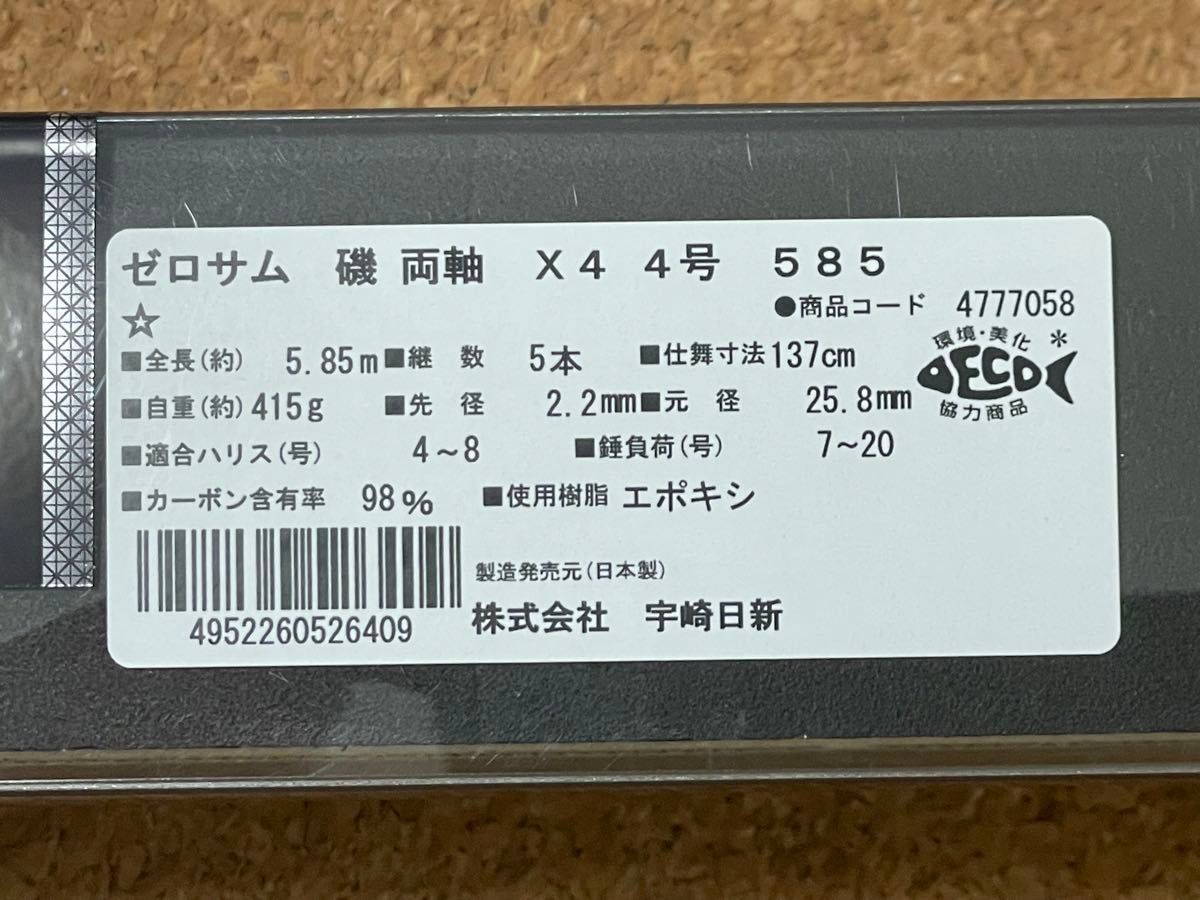 ゼロサム 磯 両軸 X4 4号 585
☆
●商品コード 4777058
■全長(約) 5.85m ■継 数 5本 ■仕舞寸法 137cm
環境・美化 *
ECO
協力商品
■自重(約) 415g ■先 径 2.2mm ■元 径 25.8mm
■適合ハリス(号) 4～8 ■錘負荷(号) 7～20
■カーボン含有率 98% ■使用樹脂 エポキシ
製造発売元(日本製)
4952260526409
株式会社 宇崎日新